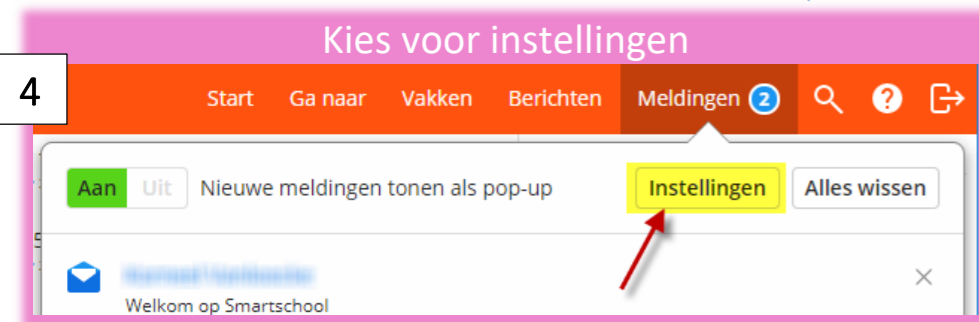 Kies voor instellingen
4
Start Ga naar Vakken Berichten Meldingen 2 ?
Aan Uit Nieuwe meldingen tonen als pop-up Instellingen Alles wissen
Welkom op Smartschool